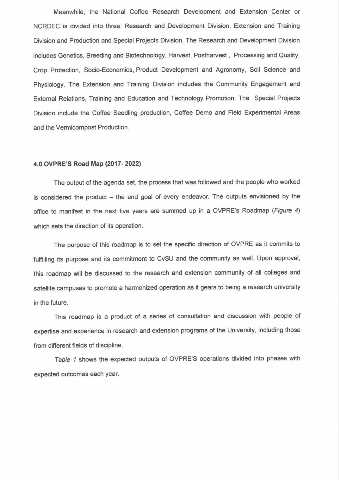 Meanwhile, the National Coffee Research Development and Extension Center or
NCRDEC is divided into three: Research and Development Division, Extension and Training
Division and Production and Special Projects Division. The Research and Development Division
includes Genetics, Breeding and Biotechnology, Harvest, Postharvest , Processing and Quality,
Crop Protection, Socio-Economics, Product Development and Agronomy, Soil Science and
Physiology. The Extension and Training Division includes the Community Engagement and
External Relations, Training and Education and Technology Promotion. The Special Projects
Division include the Coffee Seedling production, Coffee Demo and Field Experimental Areas
and the Vermicompost Production.
4.0 OVPRE'S Road Map (2017- 2022)
The output of the agenda set, the process that was followed and the people who worked
is considered the product – the end goal of every endeavor. The outputs envisioned by the
office to manifest in the next five years are summed up in a OVPRE's Roadmap (Figure 4)
which sets the direction of its operation.
The purpose of this roadmap is to set the specific direction of OVPRE as it commits to
fulfilling its purpose and its commitment to CvSU and the community as well. Upon approval,
this roadmap will be discussed to the research and extension community of all colleges and
satellite campuses to promote a harmonized operation as it gears to being a research university
in the future.
This roadmap is a product of a series of consultation and discussion with people of
expertise and experience in research and extension programs of the University, including those
from different fields of discipline.
Table 1 shows the expected outputs of OVPRE'S operations divided into phases with
expected outcomes each year.